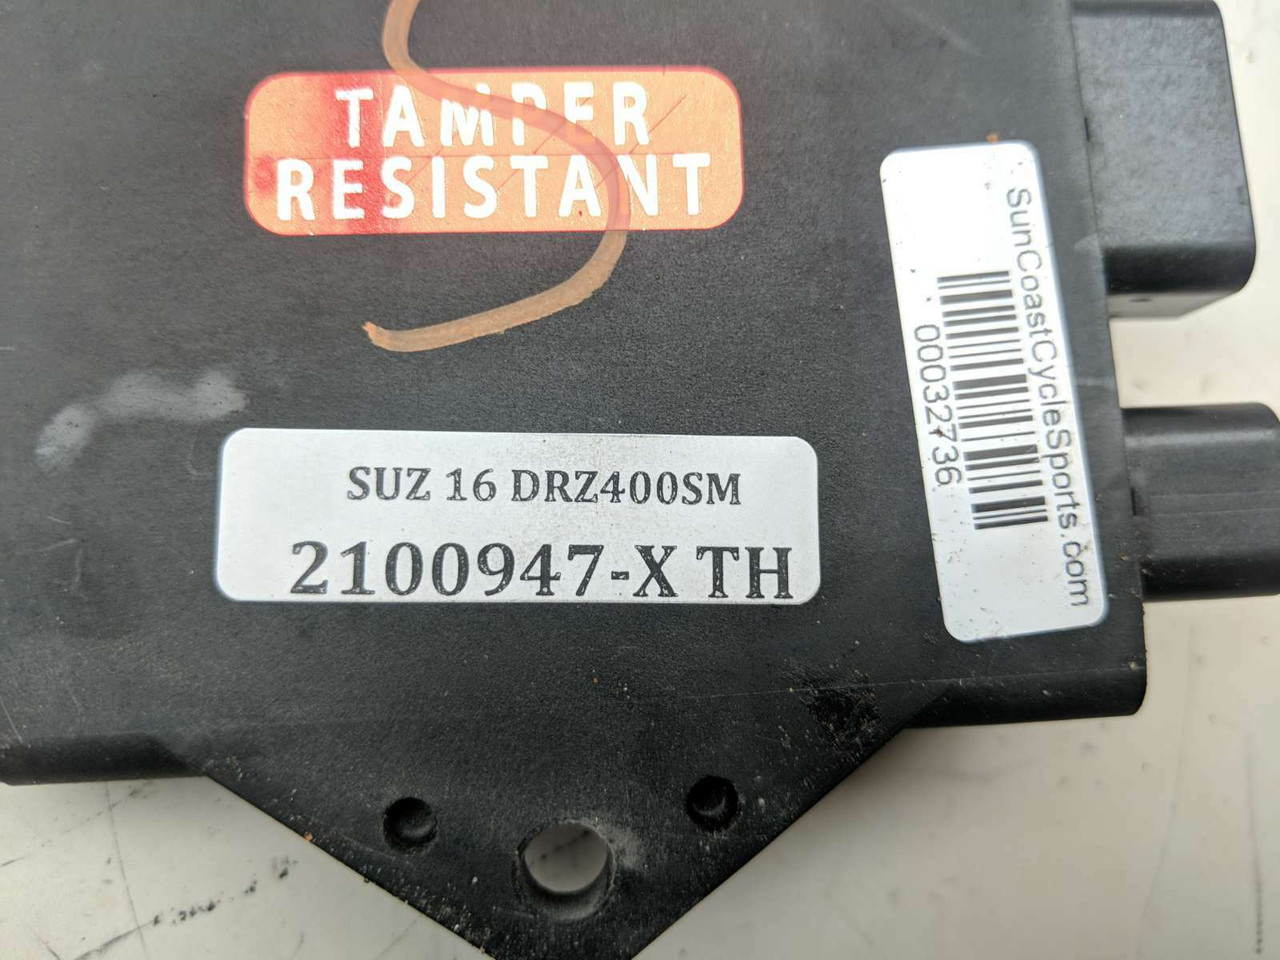 TAMPER
RESISTANT
SunCoastCycleSports.com
00032736
SUZ 16 DRZ400SM
2100947-X TH